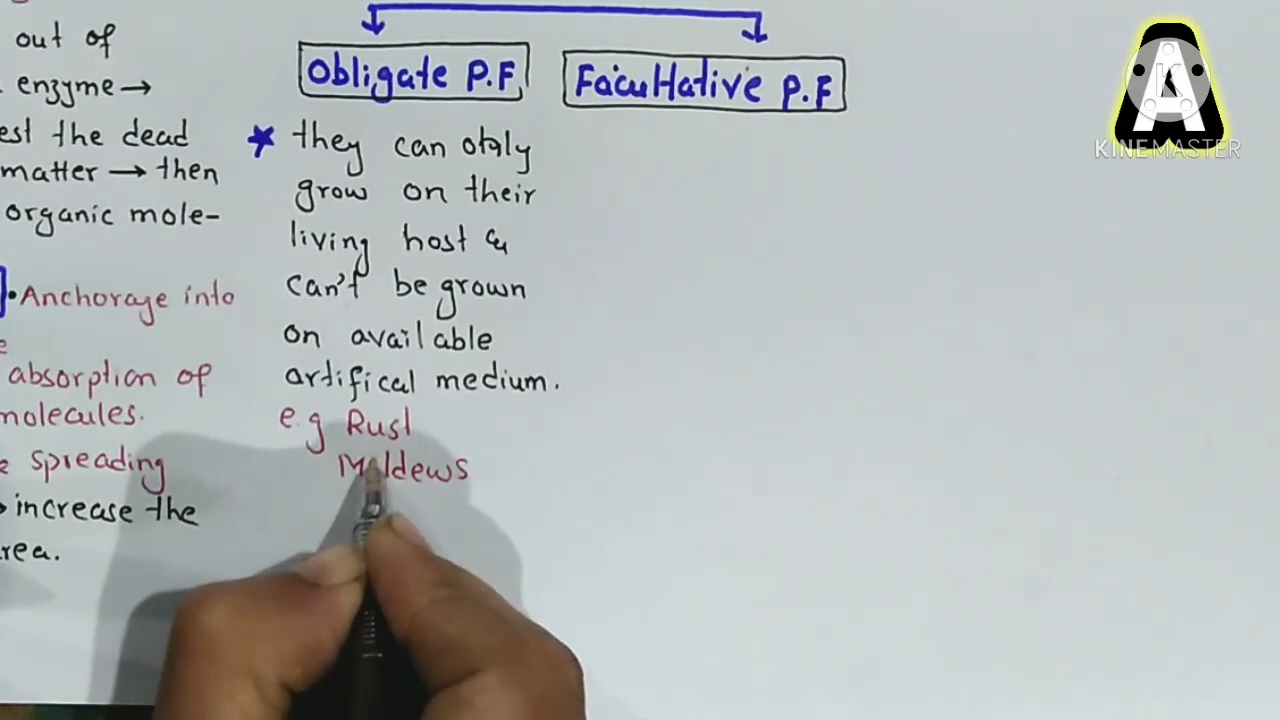 out of
enzyme →
est the dead
matter → then
organic mole-
• Anchorage into
absorption of
molecules.
spreading
increase the
rea.
Obligate P.F
Facultative P.F
★ they can only
grow on their
living host &
can't be grown
on available
artifical medium.
e.g Rust
Mildews
A
K
KINEMASTER